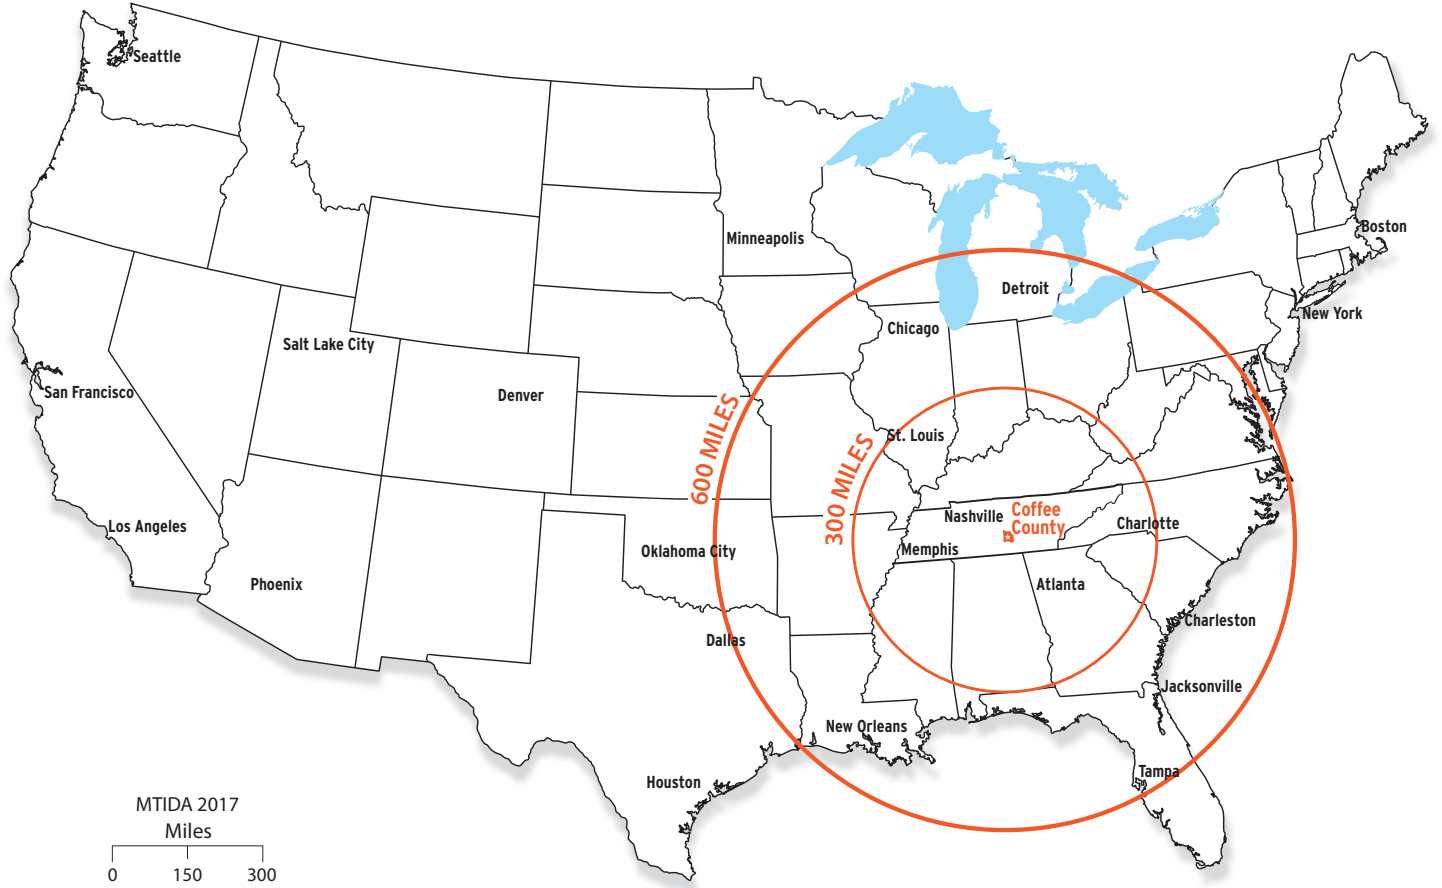 Seattle
Minneapolis
Boston
Detroit
New York
Chicago
Salt Lake City
San Francisco
Denver
600 MILES
St. Louis
300 MILES
Nashville
Coffee
County
Charlotte
Los Angeles
Oklahoma City
Memphis
Phoenix
Atlanta
Charleston
Dallas
Jacksonville
New Orleans
Tampa
Houston
MTIDA 2017
Miles
0 150 300